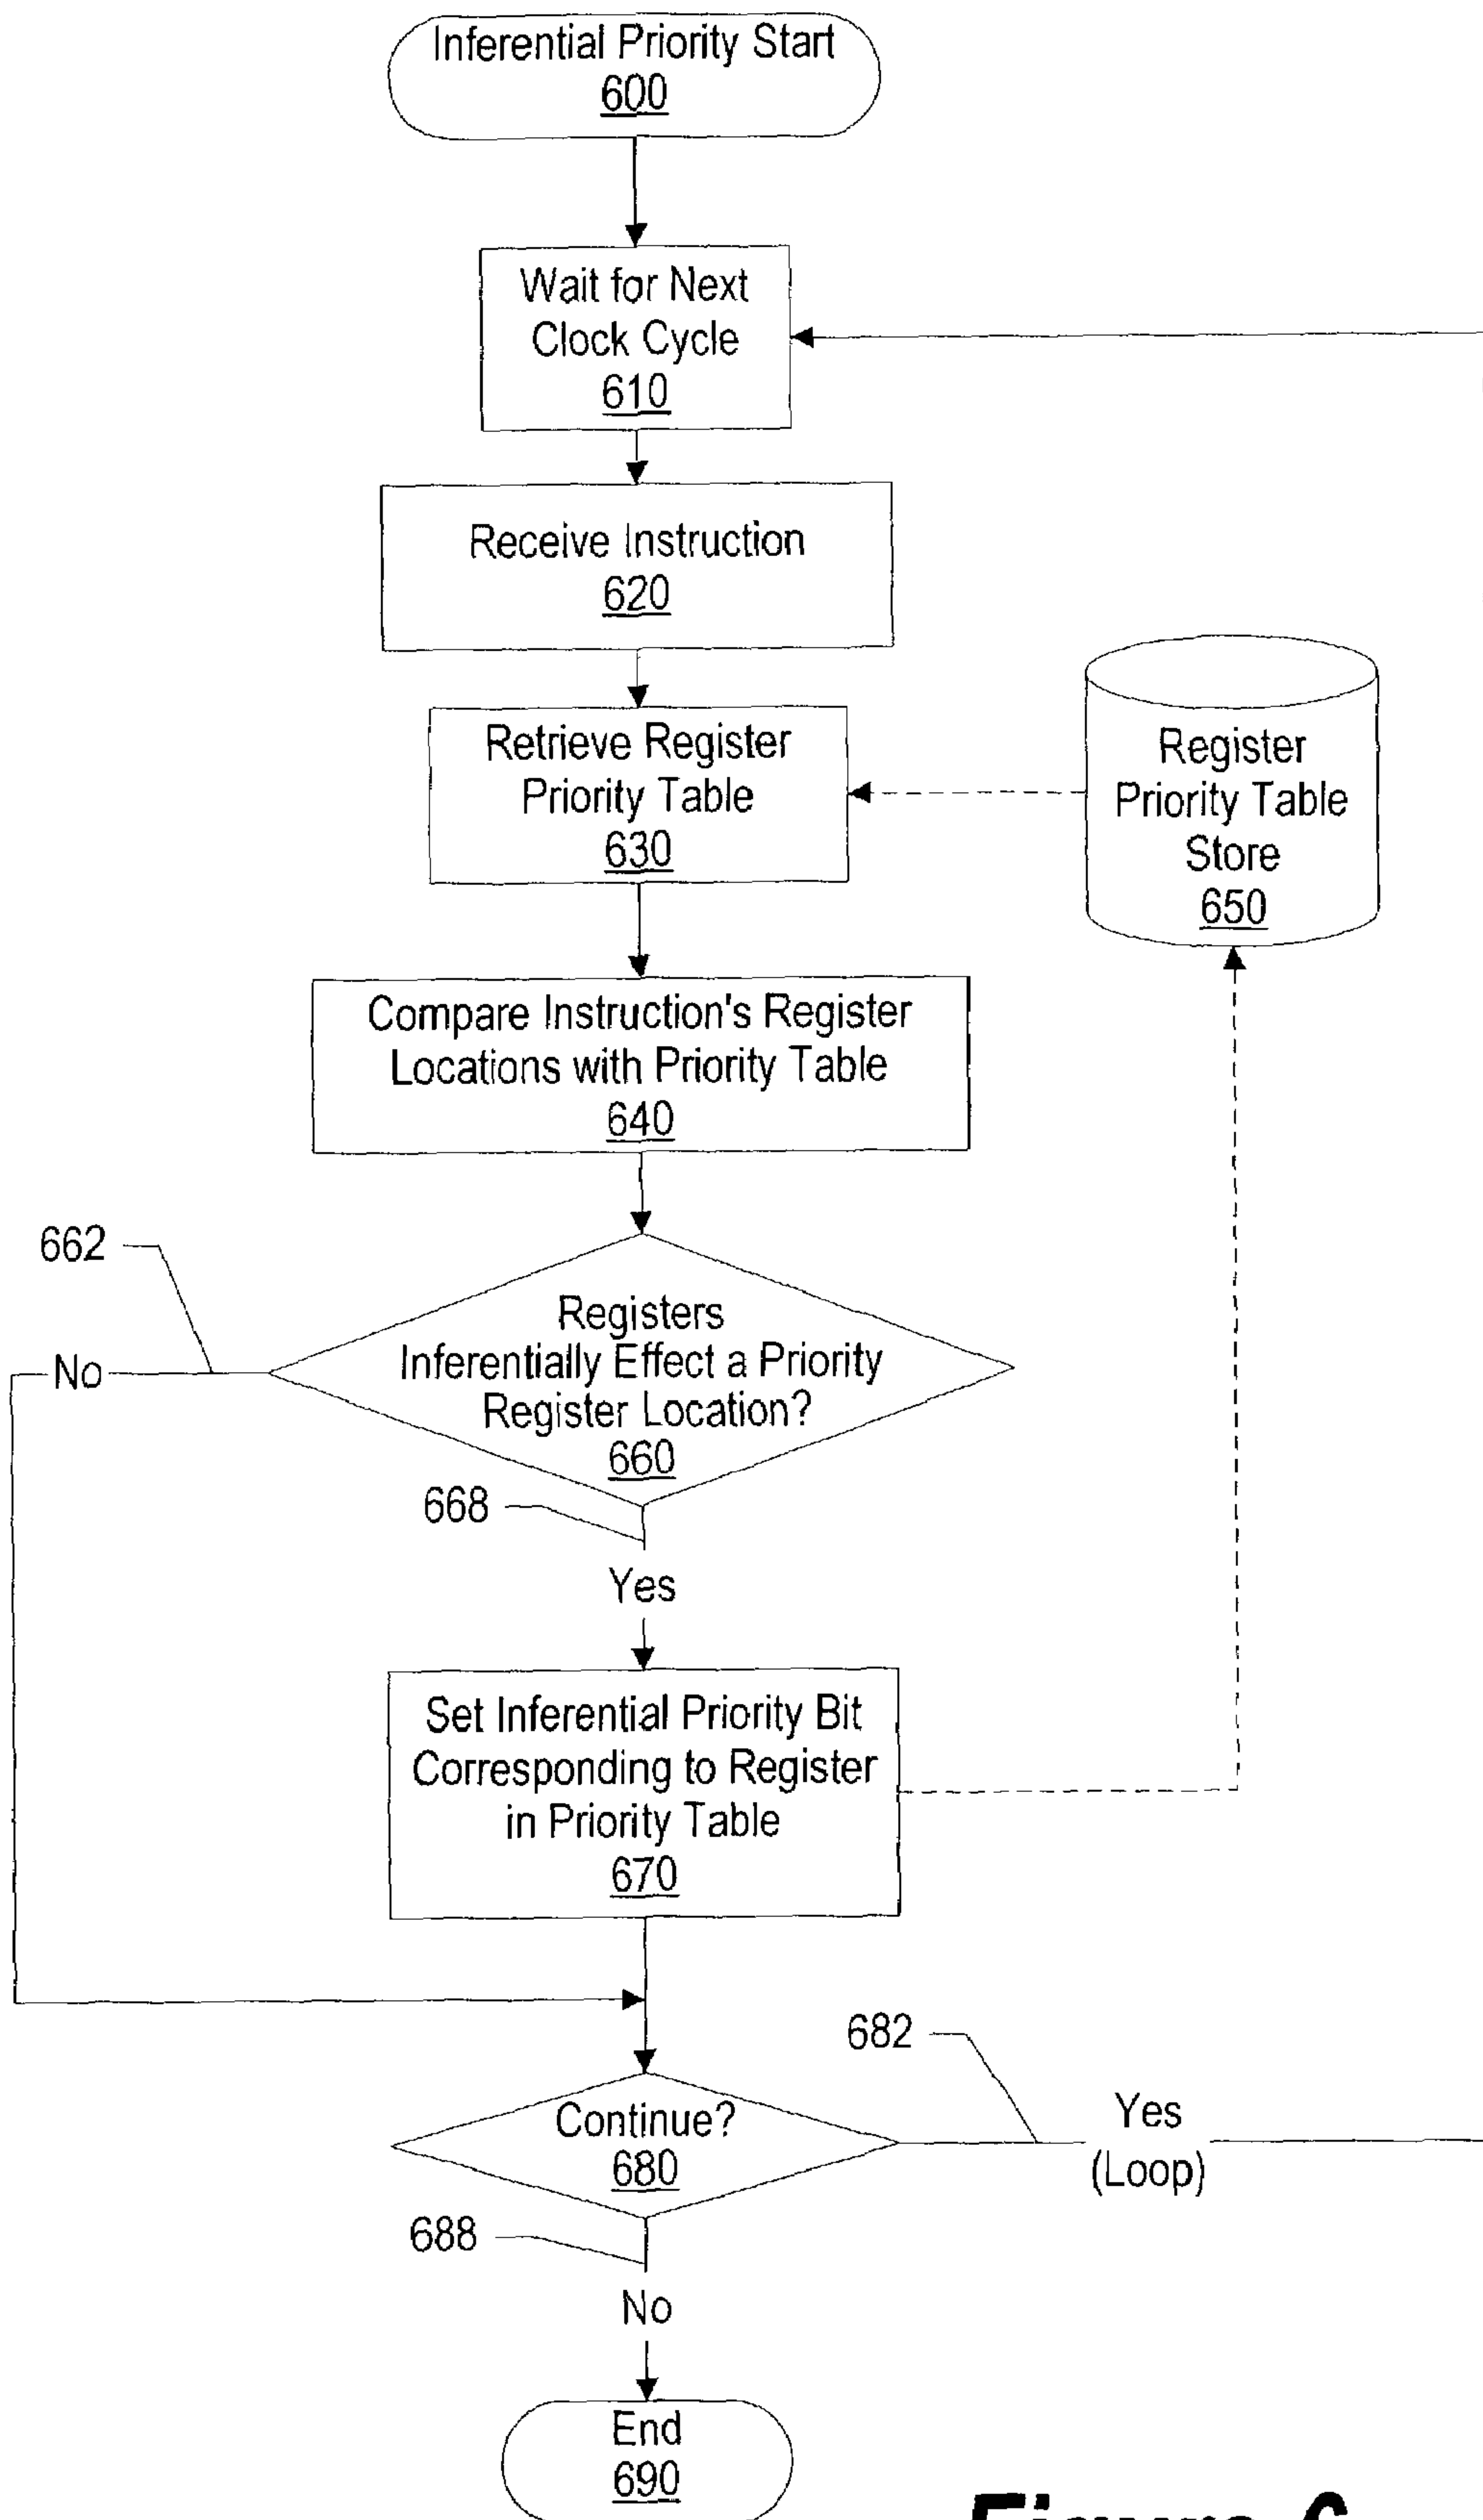 Inferential Priority Start
600
Wait for Next
Clock Cycle
610
Receive Instruction
620
Retrieve Register
Priority Table
630
Register
Priority Table
Store
650
Compare Instruction's Register
Locations with Priority Table
640
662
No
Registers
Inferentially Effect a Priority
Register Location?
660
668
Yes
Set Inferential Priority Bit
Corresponding to Register
in Priority Table
670
682
Continue?
680
Yes
(Loop)
688
No
End
690
Figure 6